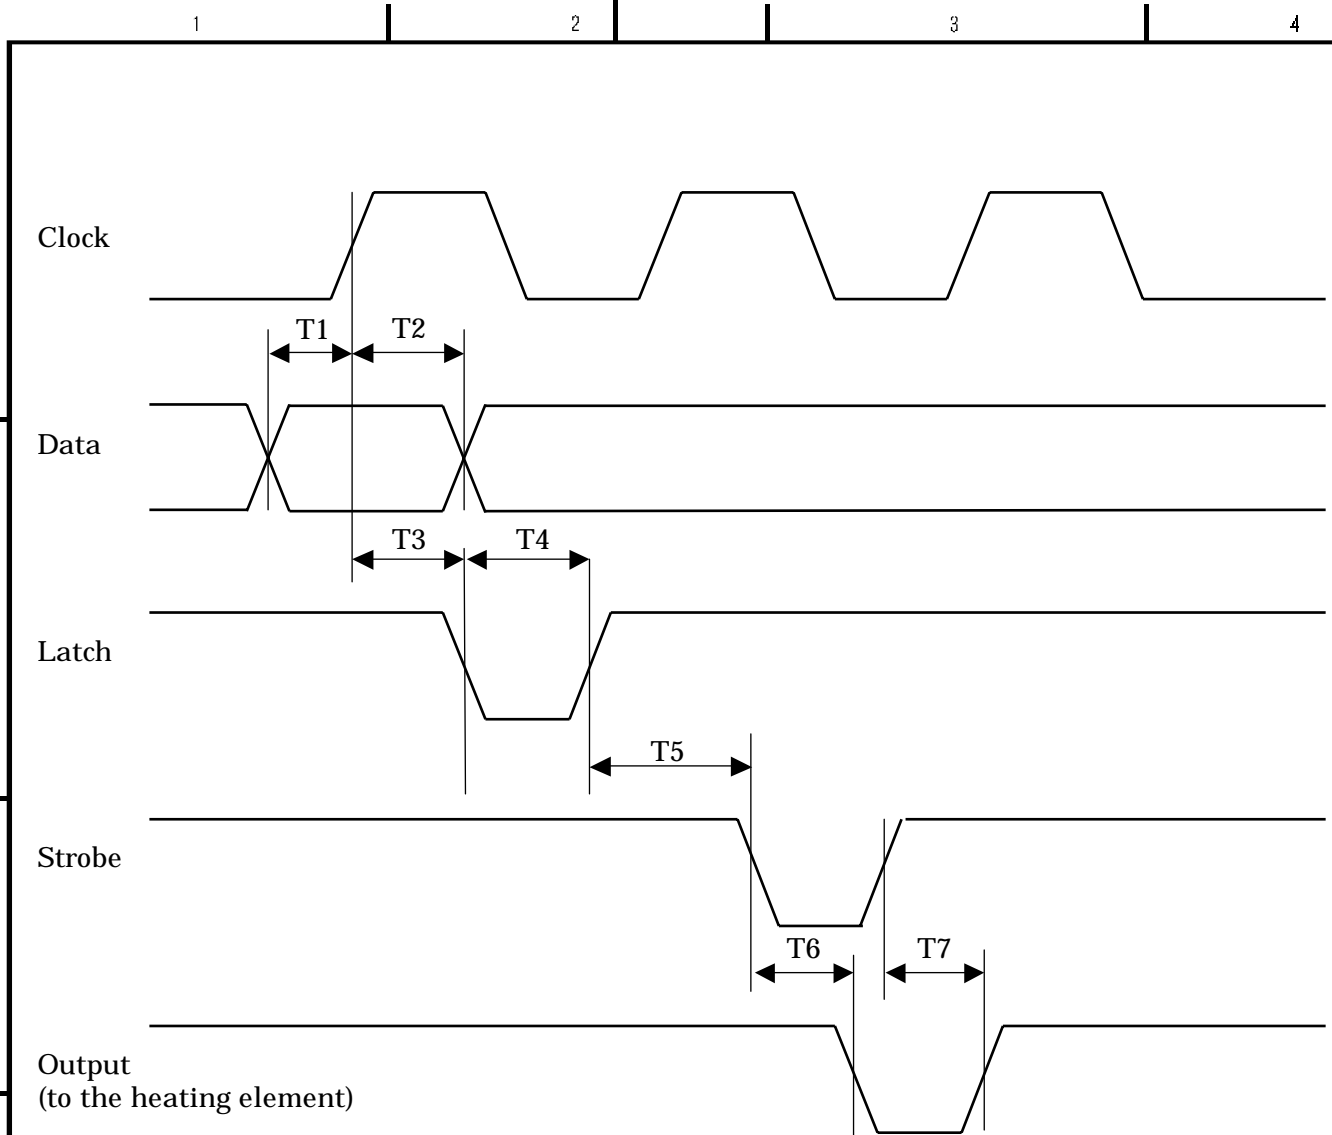 1 2 3 4
Clock
T1 T2
Data
T3 T4
Latch
T5
Strobe
T6 T7
Output
(to the heating element)